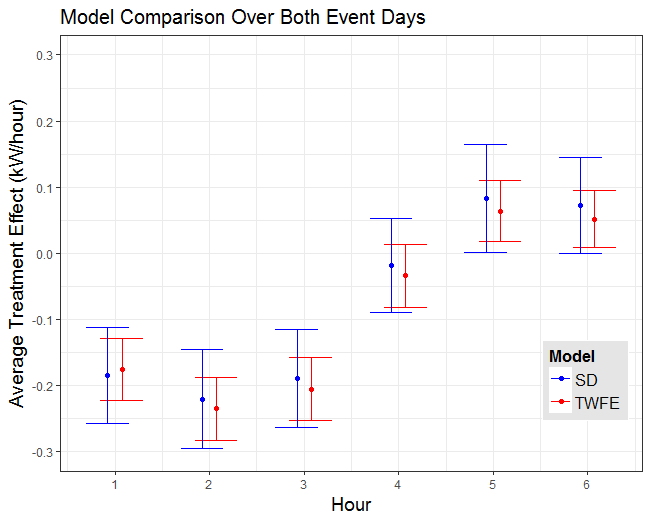 Model Comparison Over Both Event Days
Average Treatment Effect (kW/hour)
0.3
0.2
0.1
0.0
-0.1
-0.2
-0.3
Model
SD
TWFE
1 2 3 4 5 6
Hour